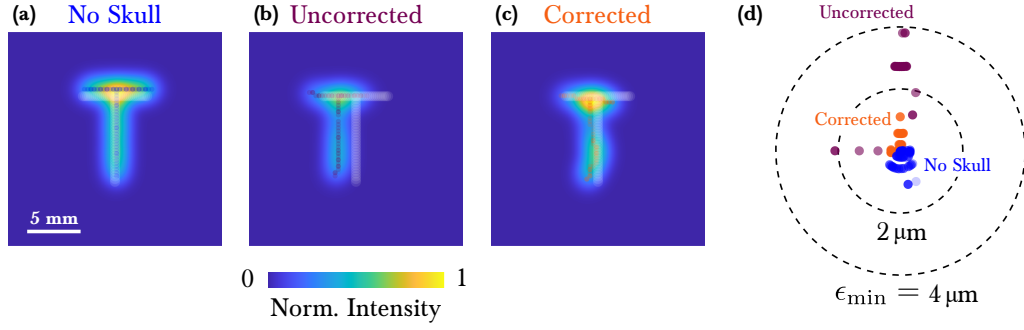 (a) No Skull
(b) Uncorrected
(c) Corrected
(d)
5 mm
0 1
Norm. Intensity
Uncorrected
Corrected
No Skull
2 μm
ϵmin = 4 μm